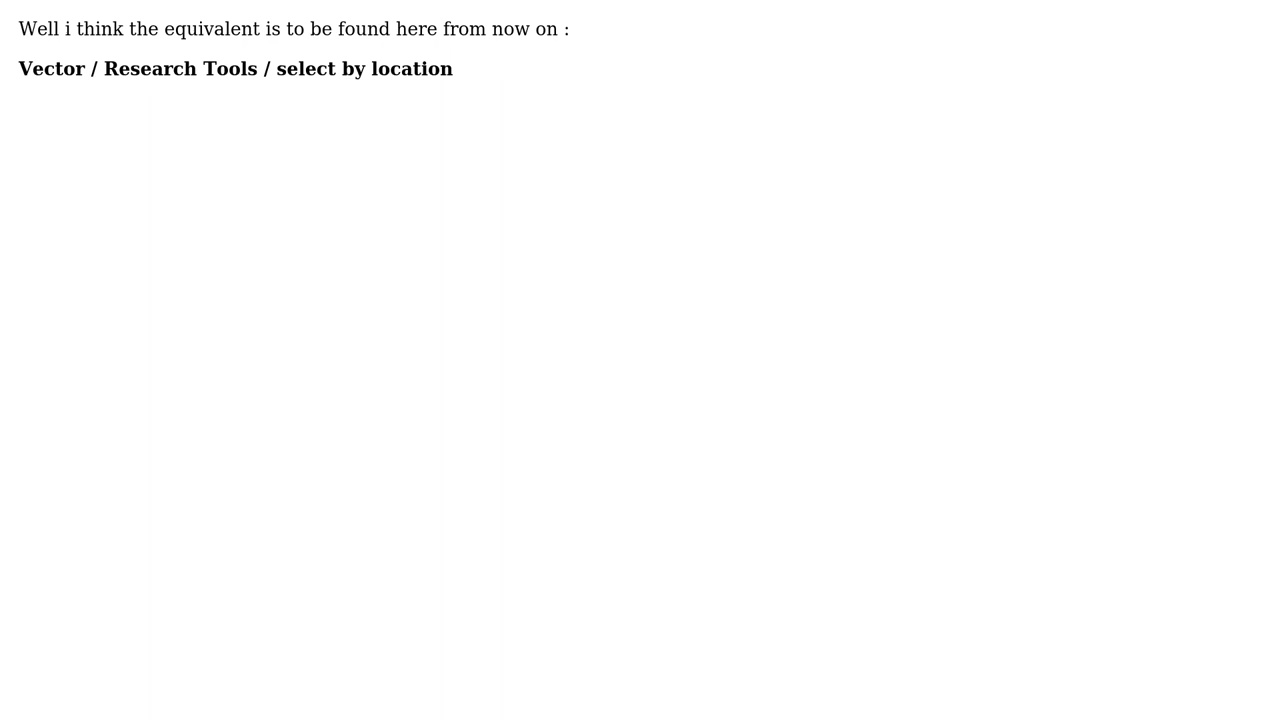 Well i think the equivalent is to be found here from now on :
Vector / Research Tools / select by location